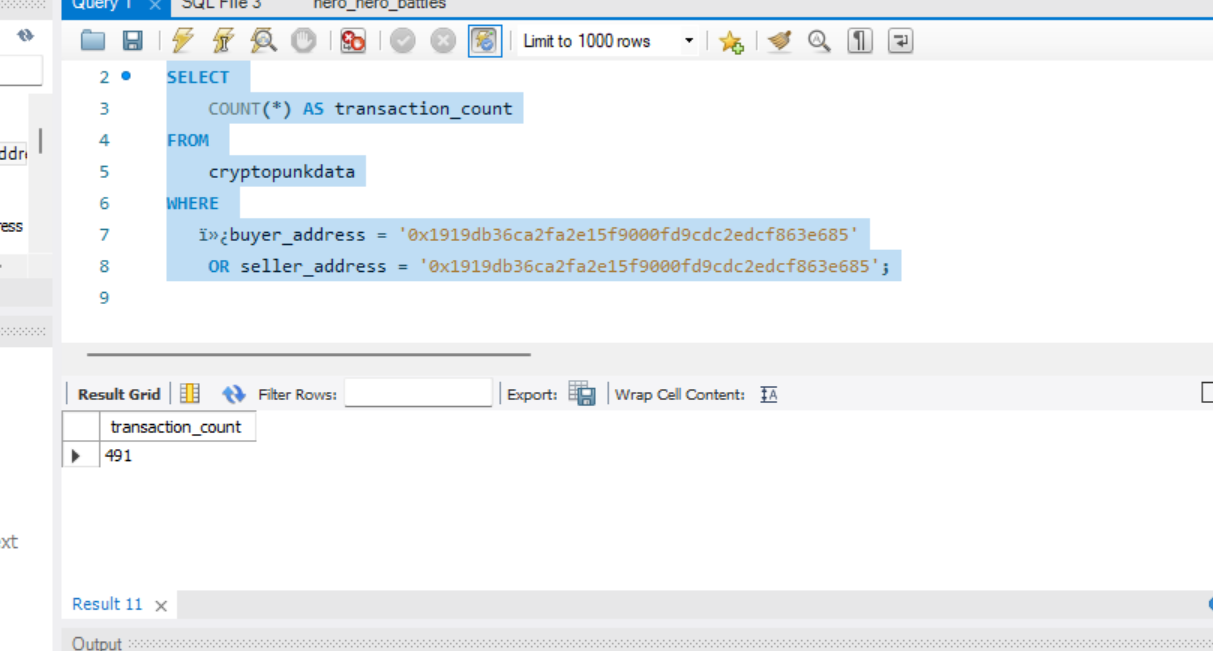 Query 1 SQL File 3 hero_hero_battles
Limit to 1000 rows
2 SELECT
3 COUNT(*) AS transaction_count
4 FROM
5 cryptopunkdata
6 WHERE
7 ï»¿buyer_address = '0x1919db36ca2fa2e15f9000fd9cdc2edcf863e685'
8 OR seller_address = '0x1919db36ca2fa2e15f9000fd9cdc2edcf863e685';
9
Result Grid Filter Rows: Export: Wrap Cell Content:
transaction_count
491
Result 11
Output